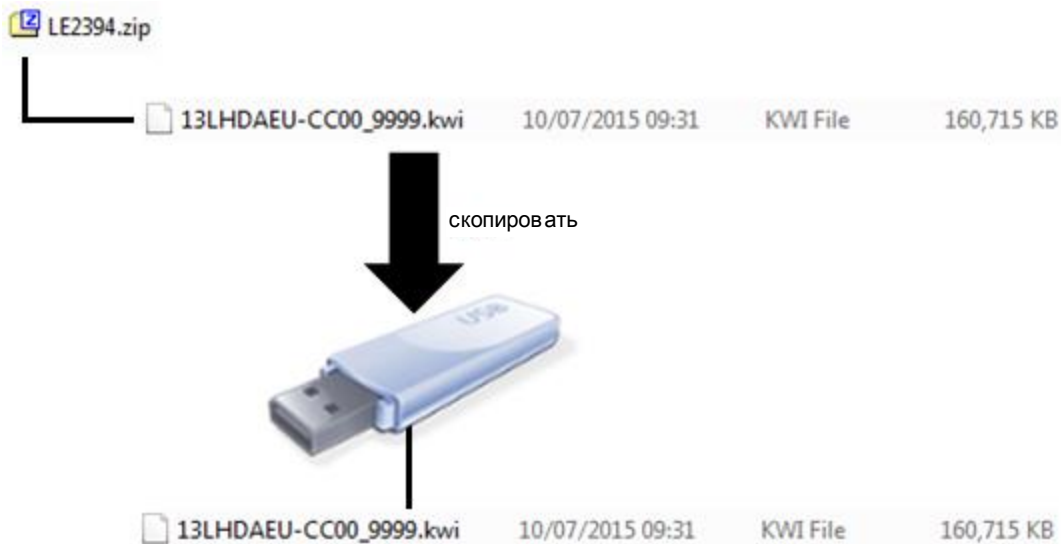 LE2394.zip
13LHDAEU-CC00_9999.kwi 10/07/2015 09:31 KWI File 160,715 KB
скопировать
USB
13LHDAEU-CC00_9999.kwi 10/07/2015 09:31 KWI File 160,715 KB